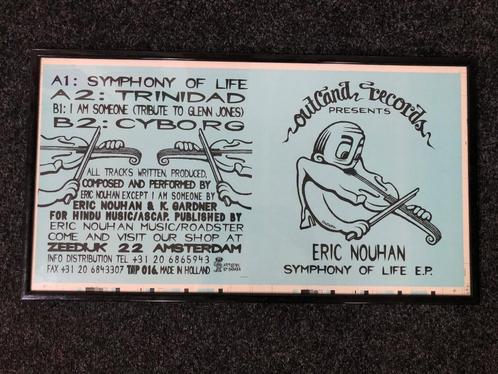 A1: SYMPHONY OF LIFE
A2: TRINIDAD
B1: I AM SOMEONE (TRIBUTE TO GLENN JONES)
B2: CYBORG
ALL TRACKS WRITTEN, PRODUCED,
COMPOSED AND PERFORMED BY
ERIC NOUHAN EXCEPT I AM SOMEONE BY
ERIC NOUHAN & K. GARDNER
FOR HINDU MUSIC/ASCAP. PUBLISHED BY
ERIC NOUHAN MUSIC/ROADSTER
COME AND VISIT OUR SHOP AT
ZEEDIJK 22 AMSTERDAM
INFO DISTRIBUTION TEL +31 20 6865943
FAX +31 20 6843307 TRIP 016. MADE IN HOLLAND
outland records
PRESENTS
ERIC NOUHAN
SYMPHONY OF LIFE E.P.